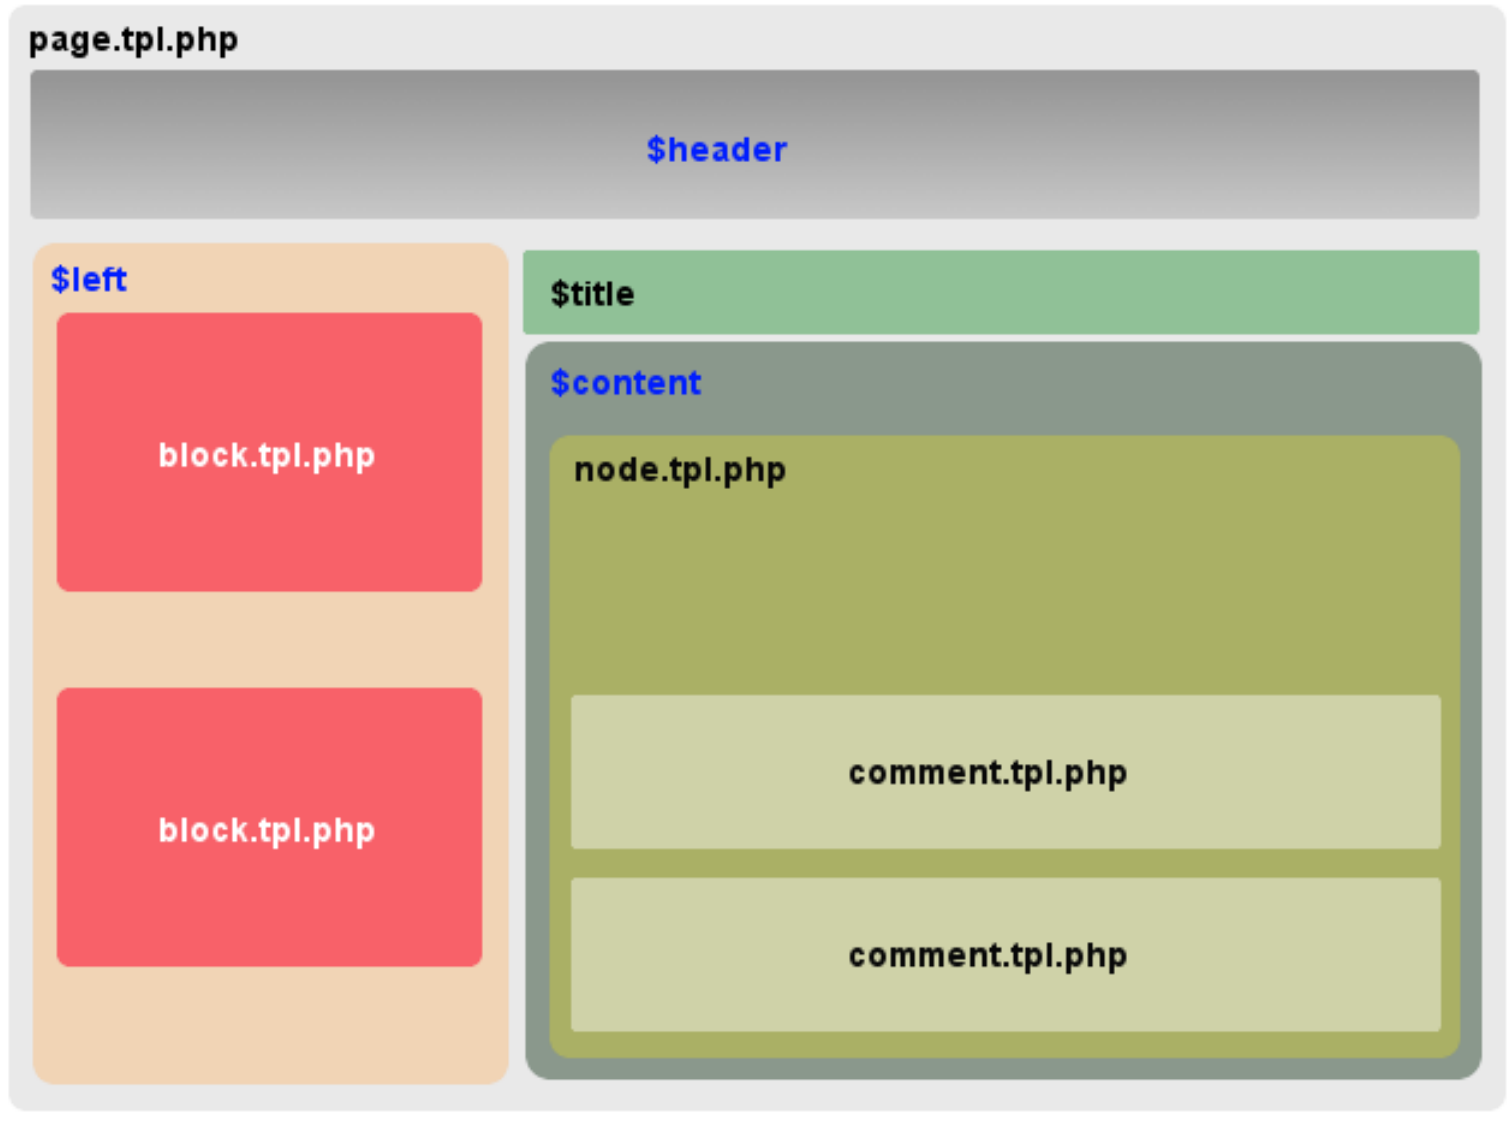 page.tpl.php
$header
$left
block.tpl.php
block.tpl.php
$title
$content
node.tpl.php
comment.tpl.php
comment.tpl.php